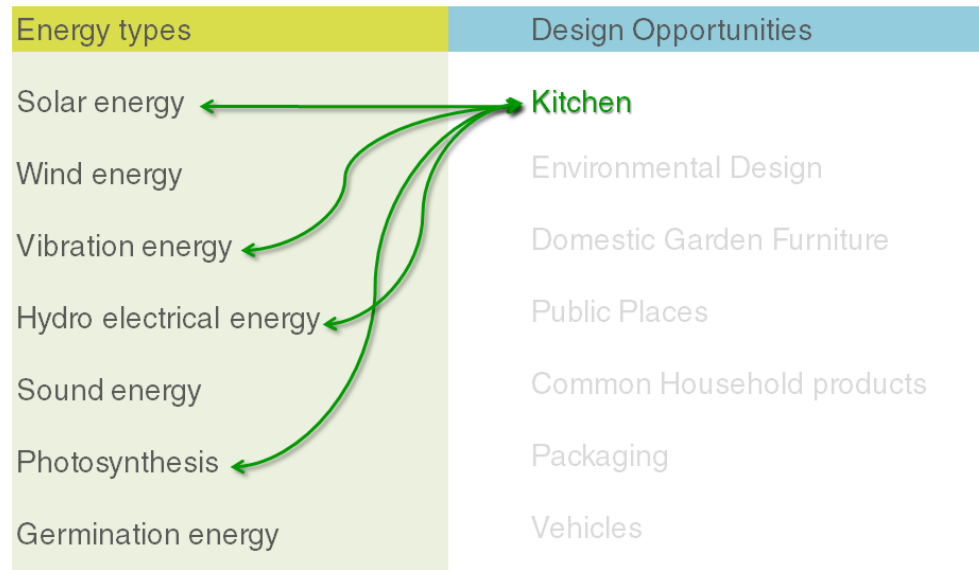 Energy types
Design Opportunities
Solar energy
Kitchen
Wind energy
Environmental Design
Vibration energy
Domestic Garden Furniture
Hydro electrical energy
Public Places
Sound energy
Common Household products
Photosynthesis
Packaging
Germination energy
Vehicles